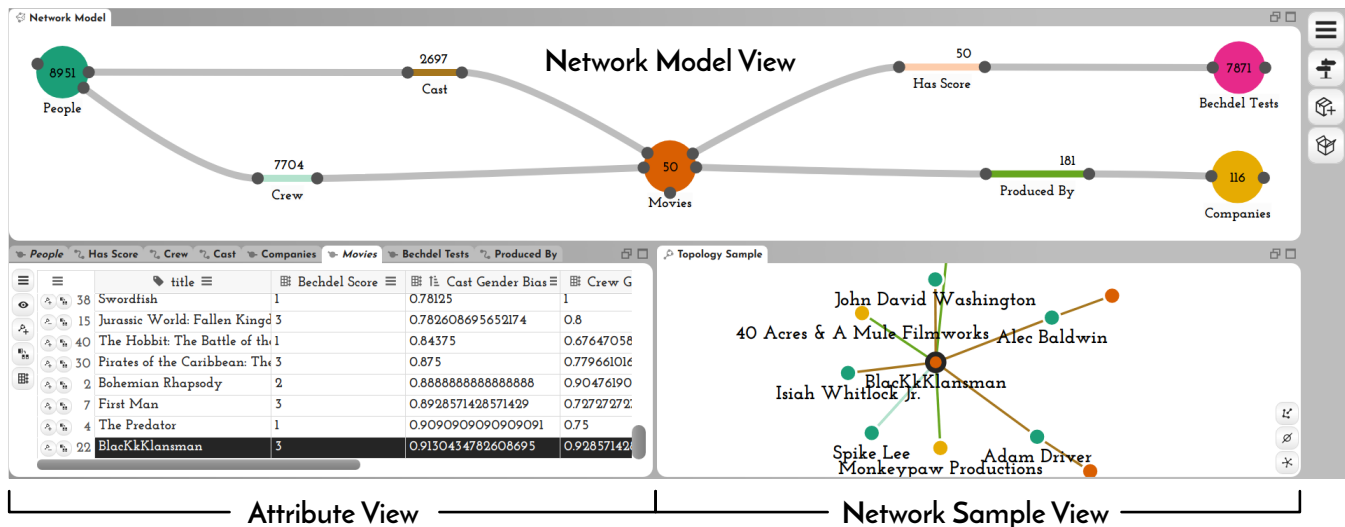 Network Model
Network Model View
8951
People
2697
Cast
7704
Crew
50
Movies
50
Has Score
7871
Bechdel Tests
181
Produced By
116
Companies
People Has Score Crew Cast Companies Movies Bechdel Tests Produced By
title Bechdel Score Cast Gender Bias Crew G
38 Swordfish 1 0.78125 1
15 Jurassic World: Fallen Kingd 3 0.782608695652174 0.8
40 The Hobbit: The Battle of the 1 0.84375 0.67647058
30 Pirates of the Caribbean: The 3 0.875 0.779661016
2 Bohemian Rhapsody 2 0.8888888888888888 0.90476190
7 First Man 3 0.8928571428571429 0.727272727
4 The Predator 1 0.9090909090909091 0.75
22 BlacKkKlansman 3 0.9130434782608695 0.928571428
Topology Sample
John David Washington
40 Acres & A Mule Filmworks
Alec Baldwin
BlacKkKlansman
Isiah Whitlock Jr.
Spike Lee
Adam Driver
Monkeypaw Productions
Attribute View
Network Sample View